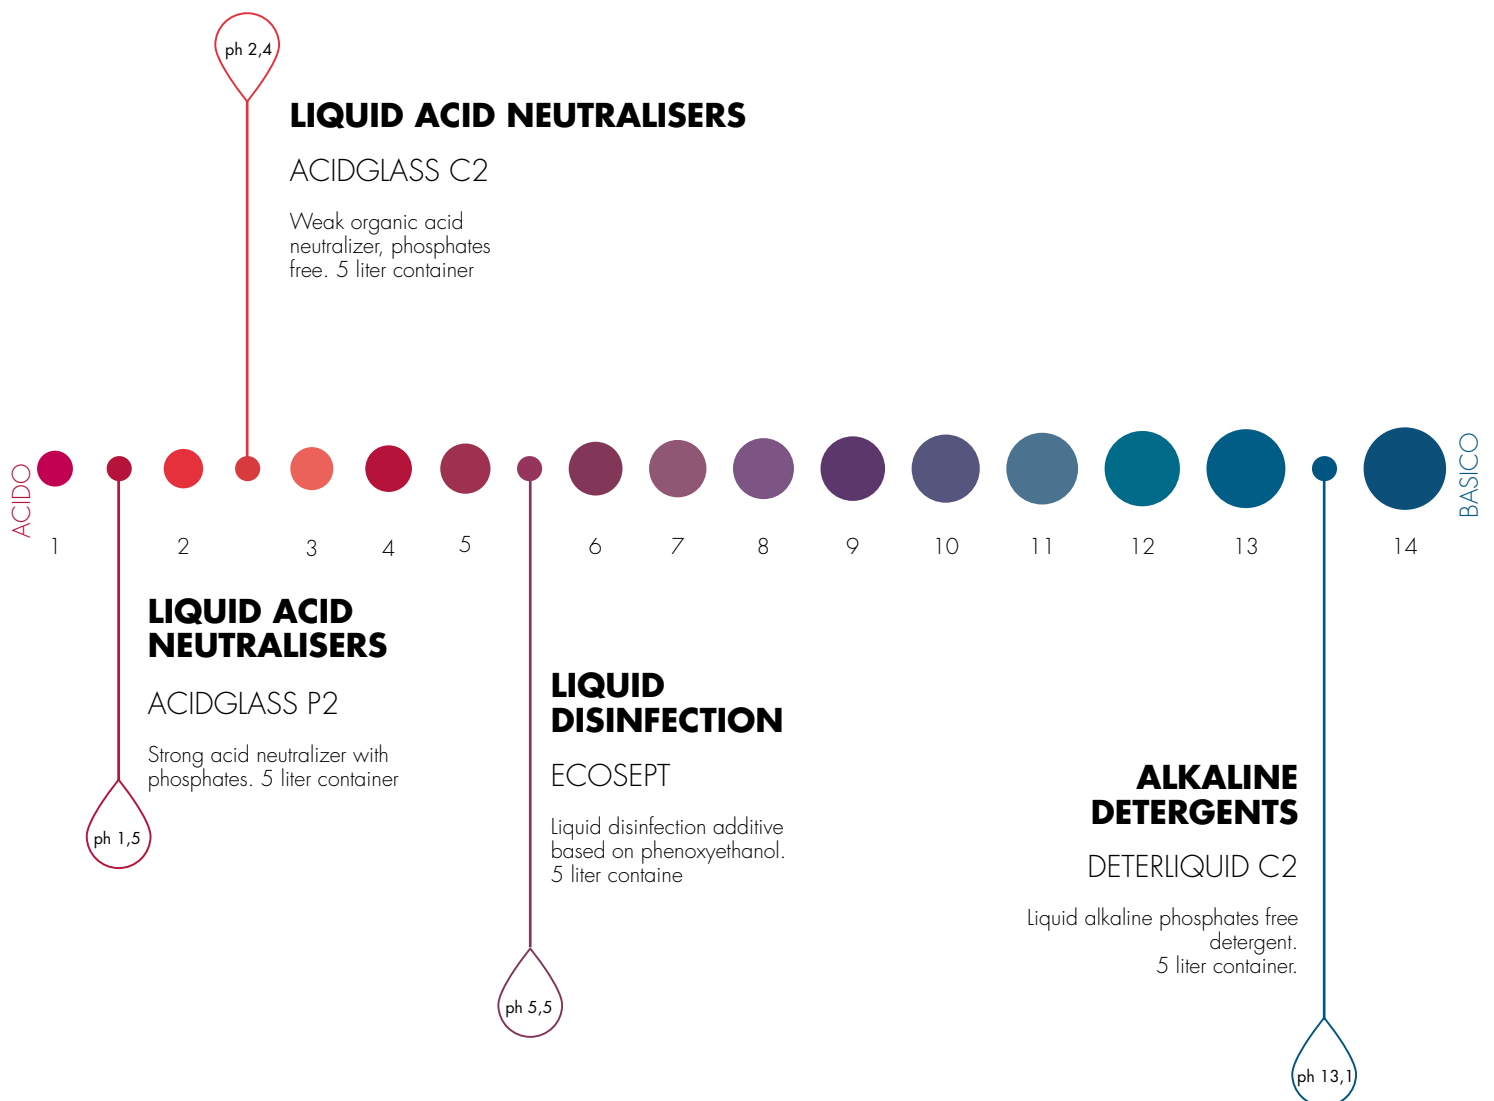 ph 2,4
LIQUID ACID NEUTRALISERS
ACIDGLASS C2
Weak organic acid
neutralizer, phosphates
free. 5 liter container
ACIDO
BASICO
1 2 3 4 5 6 7 8 9 10 11 12 13 14
LIQUID ACID
NEUTRALISERS
ACIDGLASS P2
Strong acid neutralizer with
phosphates. 5 liter container
ph 1,5
LIQUID
DISINFECTION
ECOSEPT
Liquid disinfection additive
based on phenoxyethanol.
5 liter containe
ph 5,5
ALKALINE
DETERGENTS
DETERLIQUID C2
Liquid alkaline phosphates free
detergent.
5 liter container.
ph 13,1